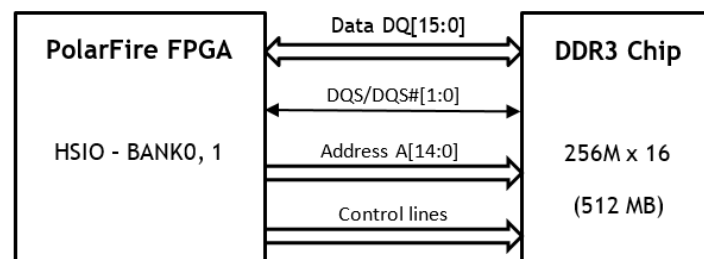 Data DQ[15:0]
PolarFire FPGA
DDR3 Chip
DQS/DQS#[1:0]
HSIO - BANK0, 1
Address A[14:0]
256M x 16
(512 MB)
Control lines